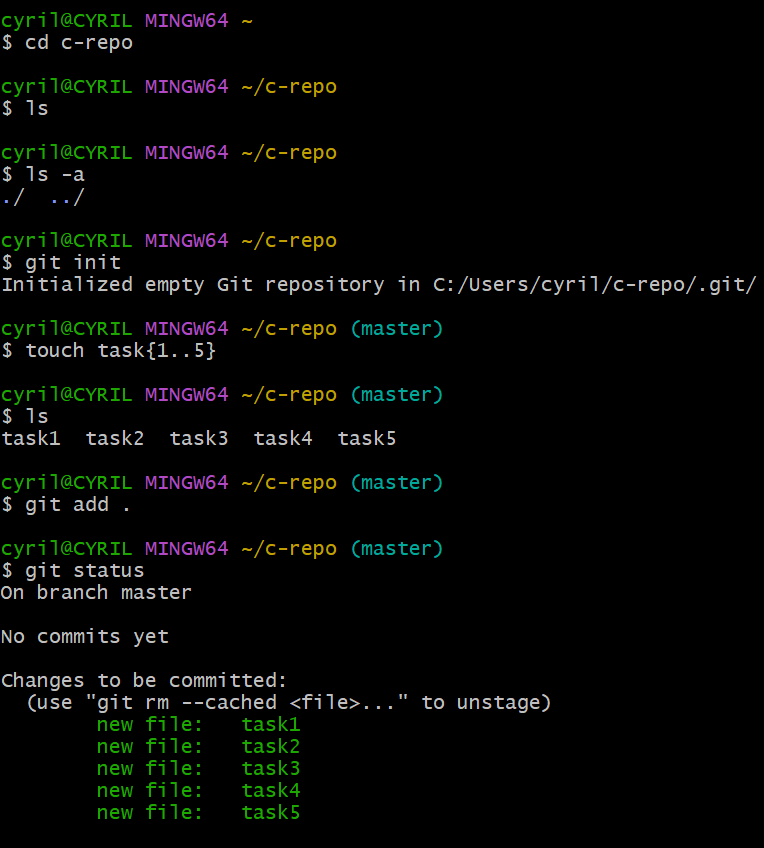 cyril@CYRIL MINGW64 ~
$ cd c-repo
cyril@CYRIL MINGW64 ~/c-repo
$ ls
cyril@CYRIL MINGW64 ~/c-repo
$ ls -a
./  ../
cyril@CYRIL MINGW64 ~/c-repo
$ git init
Initialized empty Git repository in C:/Users/cyril/c-repo/.git/
cyril@CYRIL MINGW64 ~/c-repo (master)
$ touch task{1..5}
cyril@CYRIL MINGW64 ~/c-repo (master)
$ ls
task1  task2  task3  task4  task5
cyril@CYRIL MINGW64 ~/c-repo (master)
$ git add .
cyril@CYRIL MINGW64 ~/c-repo (master)
$ git status
On branch master
No commits yet
Changes to be committed:
  (use "git rm --cached <file>..." to unstage)
        new file:   task1
        new file:   task2
        new file:   task3
        new file:   task4
        new file:   task5